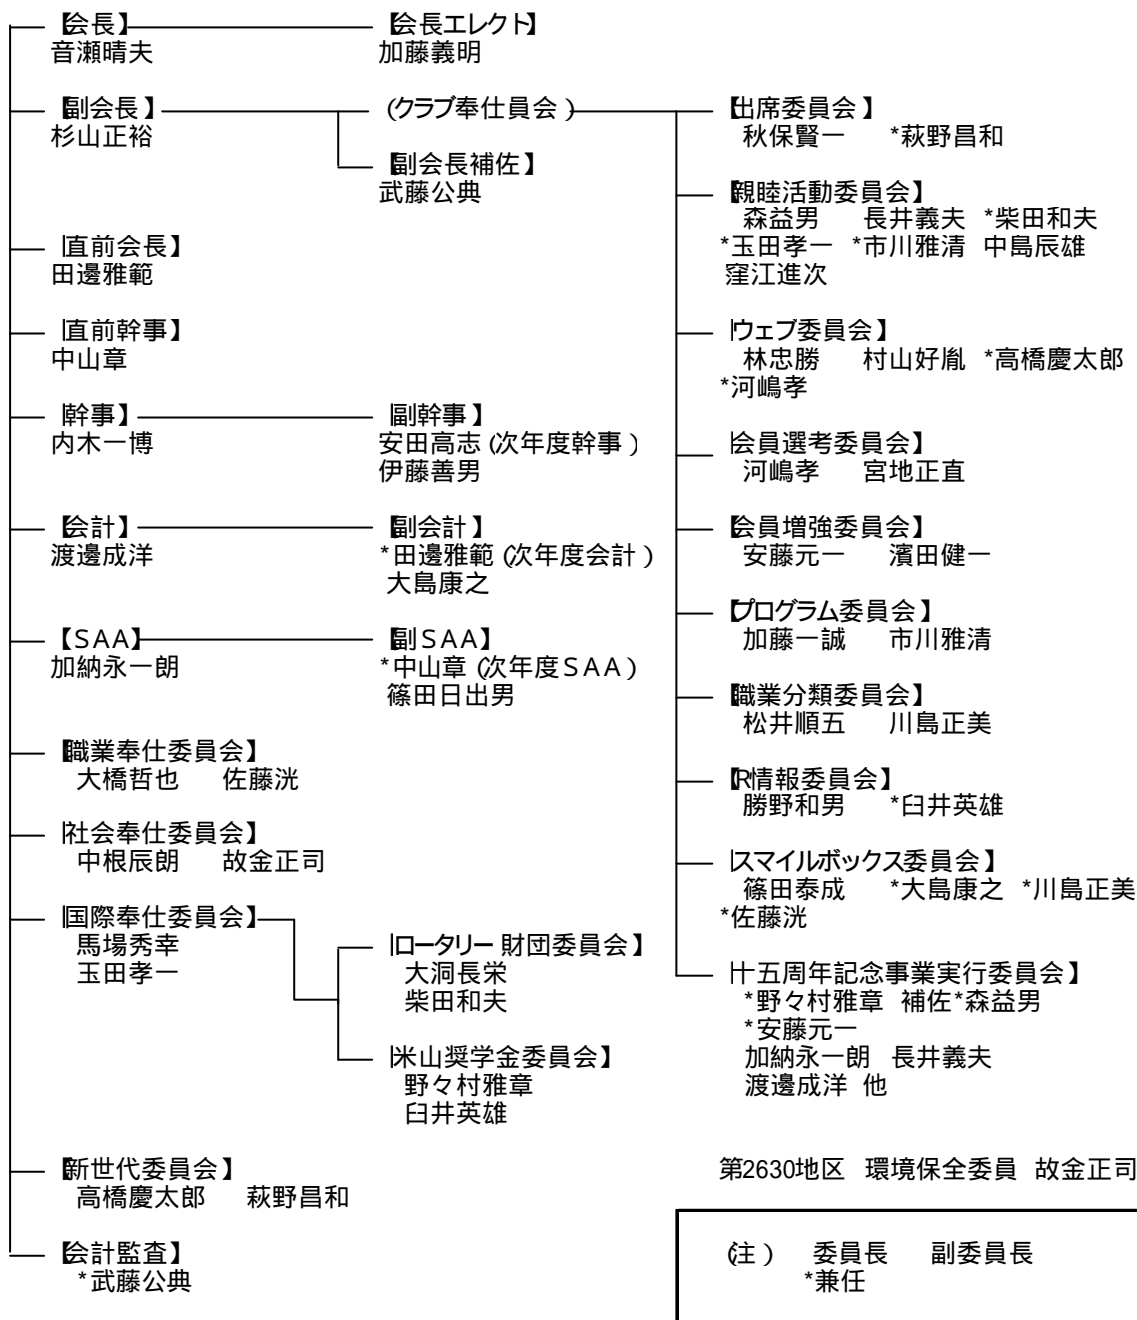 【会長】
音瀬晴夫
【会長エレクト】
加藤義明
【副会長】
杉山正裕
(クラブ奉仕員会)
【副会長補佐】
武藤公典
【直前会長】
田邊雅範
【直前幹事】
中山章
【幹事】
内木一博
【副幹事】
安田高志(次年度幹事)
伊藤善男
【会計】
渡邊成洋
【副会計】
*田邊雅範(次年度会計)
大島康之
【SAA】
加納永一朗
【副SAA】
*中山章(次年度SAA)
篠田日出男
【職業奉仕委員会】
大橋哲也 佐藤洸
【社会奉仕委員会】
中根辰朗 故金正司
【国際奉仕委員会】
馬場秀幸
玉田孝一
【ロータリー財団委員会】
大洞長栄
柴田和夫
【米山奨学金委員会】
野々村雅章
臼井英雄
【新世代委員会】
高橋慶太郎 萩野昌和
【会計監査】
*武藤公典
【出席委員会】
秋保賢一 *萩野昌和
【親睦活動委員会】
森益男 長井義夫 *柴田和夫
*玉田孝一 *市川雅清 中島辰雄
窪江進次
【ウェブ委員会】
林忠勝 村山好胤 *高橋慶太郎
*河嶋孝
【会員選考委員会】
河嶋孝 宮地正直
【会員増強委員会】
安藤元一 濱田健一
【プログラム委員会】
加藤一誠 市川雅清
【職業分類委員会】
松井順五 川島正美
【R情報委員会】
勝野和男 *臼井英雄
【スマイルボックス委員会】
篠田泰成 *大島康之 *川島正美
*佐藤洸
【十五周年記念事業実行委員会】
*野々村雅章 補佐*森益男
*安藤元一
加納永一朗 長井義夫
渡邊成洋 他
第2630地区 環境保全委員 故金正司
(注) 委員長 副委員長
*兼任